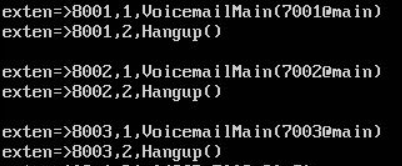 exten=>8001,1,VoicemailMain(7001@main)
exten=>8001,2,Hangup()
exten=>8002,1,VoicemailMain(7002@main)
exten=>8002,2,Hangup()
exten=>8003,1,VoicemailMain(7003@main)
exten=>8003,2,Hangup()